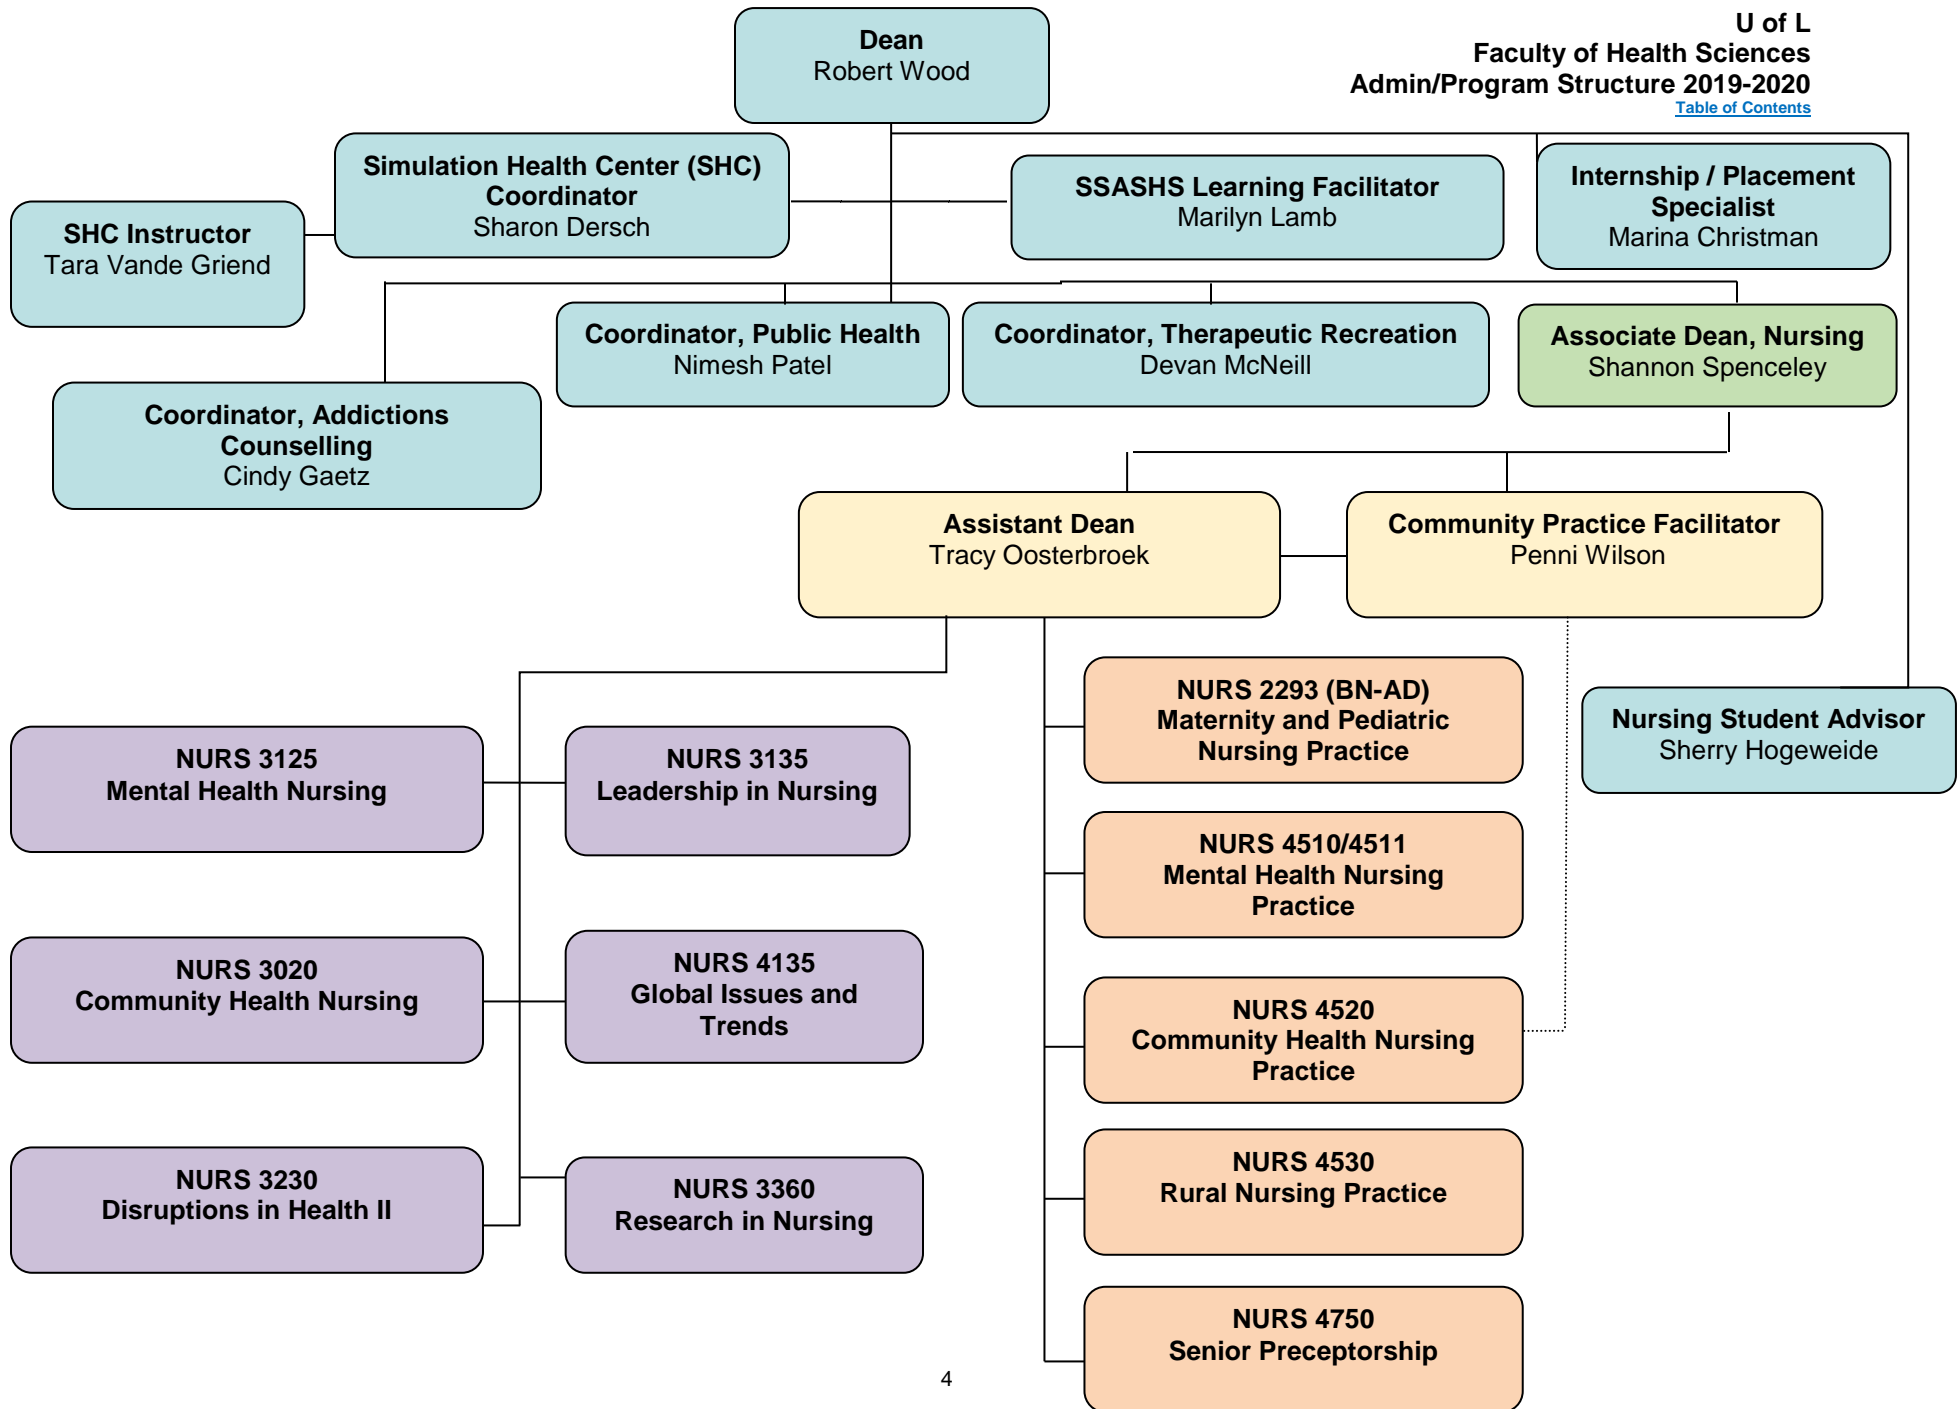 Dean
Robert Wood
U of L
Faculty of Health Sciences
Admin/Program Structure 2019-2020
Table of Contents
Simulation Health Center (SHC)
Coordinator
Sharon Dersch
SSASHS Learning Facilitator
Marilyn Lamb
Internship / Placement
Specialist
Marina Christman
SHC Instructor
Tara Vande Griend
Coordinator, Public Health
Nimesh Patel
Coordinator, Therapeutic Recreation
Devan McNeill
Associate Dean, Nursing
Shannon Spenceley
Coordinator, Addictions
Counselling
Cindy Gaetz
Assistant Dean
Tracy Oosterbroek
Community Practice Facilitator
Penni Wilson
NURS 2293 (BN-AD)
Maternity and Pediatric
Nursing Practice
Nursing Student Advisor
Sherry Hogeweide
NURS 3125
Mental Health Nursing
NURS 3135
Leadership in Nursing
NURS 4510/4511
Mental Health Nursing
Practice
NURS 3020
Community Health Nursing
NURS 4135
Global Issues and
Trends
NURS 4520
Community Health Nursing
Practice
NURS 3230
Disruptions in Health II
NURS 3360
Research in Nursing
NURS 4530
Rural Nursing Practice
NURS 4750
Senior Preceptorship
4